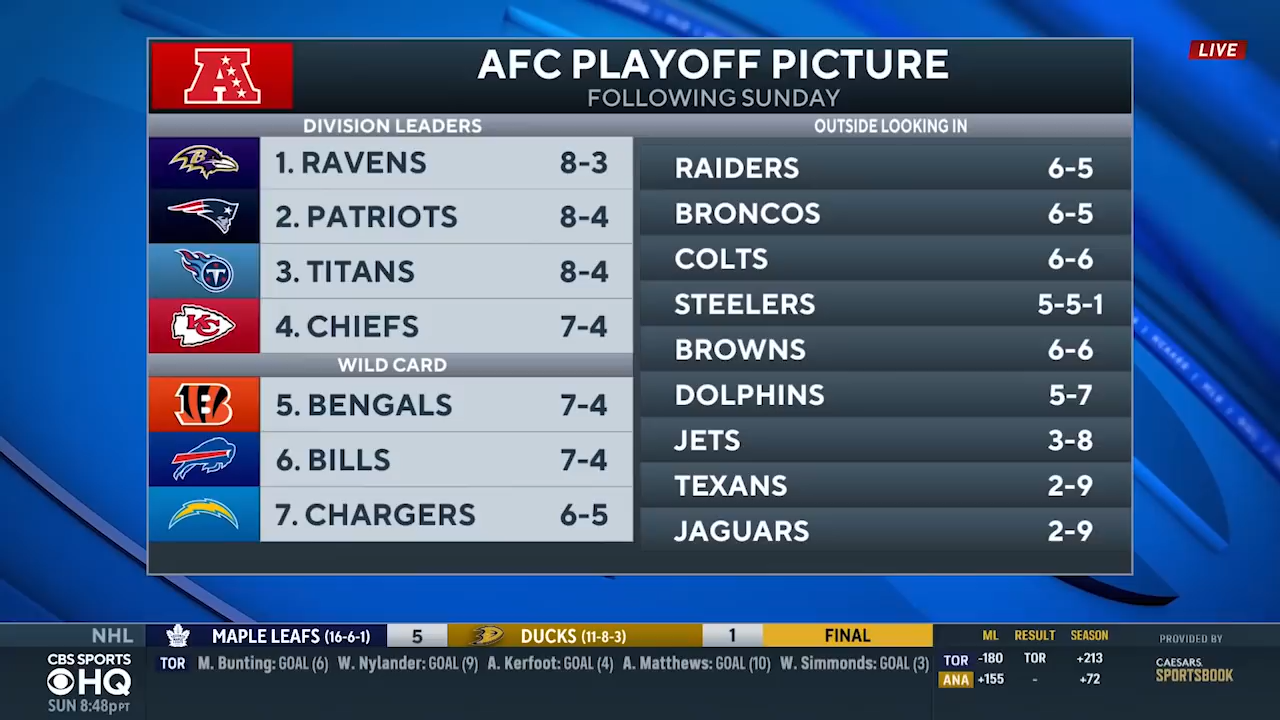 AFC PLAYOFF PICTURE
FOLLOWING SUNDAY
LIVE
DIVISION LEADERS
1. RAVENS 8-3
2. PATRIOTS 8-4
3. TITANS 8-4
4. CHIEFS 7-4
WILD CARD
5. BENGALS 7-4
6. BILLS 7-4
7. CHARGERS 6-5
OUTSIDE LOOKING IN
RAIDERS 6-5
BRONCOS 6-5
COLTS 6-6
STEELERS 5-5-1
BROWNS 6-6
DOLPHINS 5-7
JETS 3-8
TEXANS 2-9
JAGUARS 2-9
NHL MAPLE LEAFS (16-6-1) 5 DUCKS (11-8-3) 1 FINAL
TOR M. Bunting: GOAL (6) W. Nylander: GOAL (9) A. Kerfoot: GOAL (4) A. Matthews: GOAL (10) W. Simmonds: GOAL (3)
ML RESULT SEASON
TOR -180 TOR +213
ANA +155 - +72
PROVIDED BY
CAESARS
SPORTSBOOK
CBS SPORTS
HQ
SUN 8:48p PT